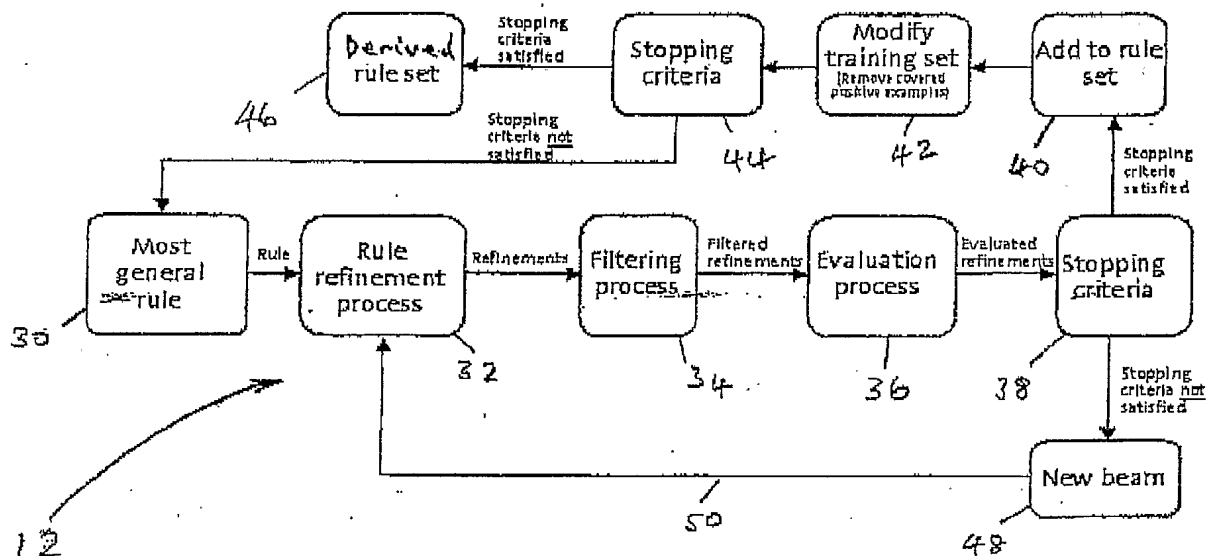 Derived
rule set
46
Stopping
criteria
satisfied
Stopping
criteria
44
Modify
training set
(Remove covered
positive examples)
42
Add to rule
set
40
Stopping
criteria not
satisfied
Stopping
criteria
satisfied
Most
general
rule
30
Rule
Rule
refinement
process
32
Refinements
Filtering
process
34
Filtered
refinements
Evaluation
process
36
Evaluated
refinements
Stopping
criteria
38
Stopping
criteria not
satisfied
New beam
48
50
12